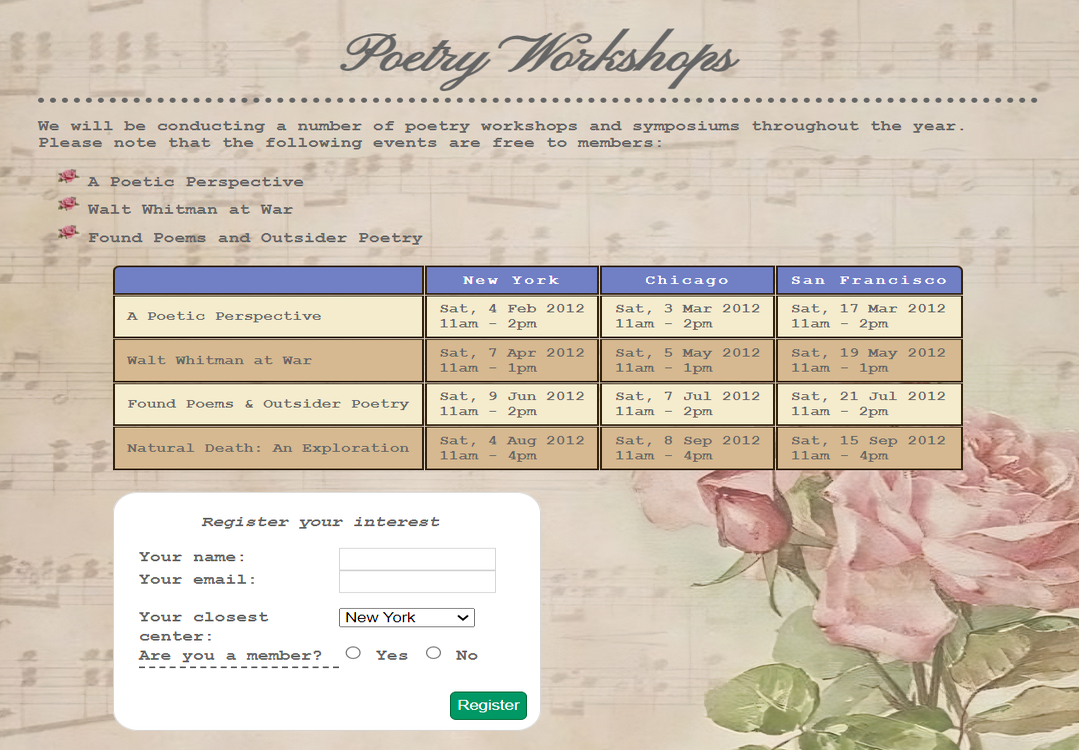 Poetry Workshops
We will be conducting a number of poetry workshops and symposiums throughout the year.
Please note that the following events are free to members:
A Poetic Perspective
Walt Whitman at War
Found Poems and Outsider Poetry
New York Chicago San Francisco
A Poetic Perspective
Sat, 4 Feb 2012
11am - 2pm
Sat, 3 Mar 2012
11am - 2pm
Sat, 17 Mar 2012
11am - 2pm
Walt Whitman at War
Sat, 7 Apr 2012
11am - 1pm
Sat, 5 May 2012
11am - 1pm
Sat, 19 May 2012
11am - 1pm
Found Poems & Outsider Poetry
Sat, 9 Jun 2012
11am - 2pm
Sat, 7 Jul 2012
11am - 2pm
Sat, 21 Jul 2012
11am - 2pm
Natural Death: An Exploration
Sat, 4 Aug 2012
11am - 4pm
Sat, 8 Sep 2012
11am - 4pm
Sat, 15 Sep 2012
11am - 4pm
Register your interest
Your name:
Your email:
Your closest
center:
New York
Are you a member? Yes No
Register